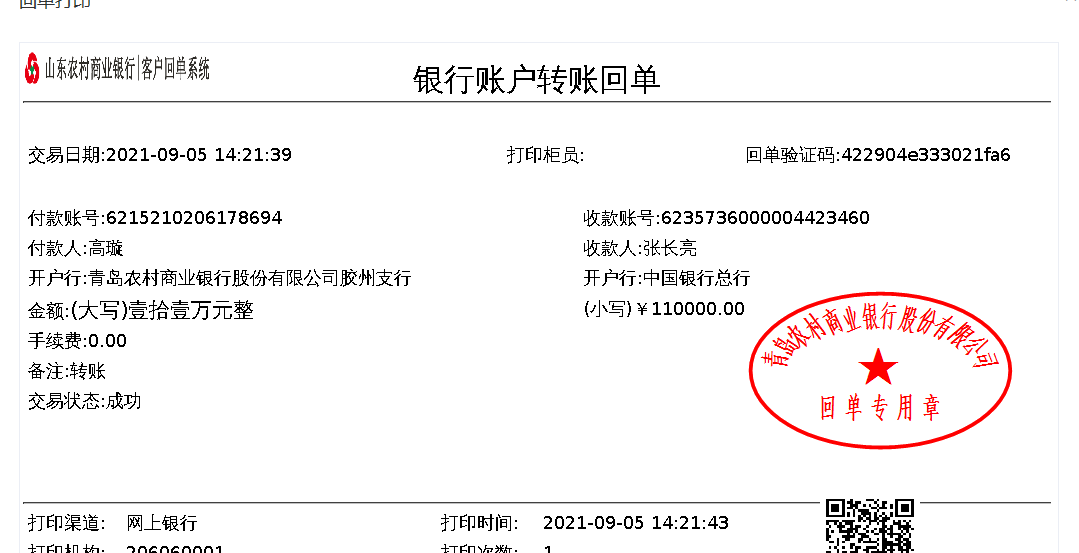 回单打印
山东农村商业银行|客户回单系统
银行账户转账回单
交易日期:2021-09-05 14:21:39 打印柜员: 回单验证码:422904e333021fa6
付款账号:6215210206178694 收款账号:6235736000004423460
付款人:高璇 收款人:张长亮
开户行:青岛农村商业银行股份有限公司胶州支行 开户行:中国银行总行
金额:(大写)壹拾壹万元整 (小写)￥110000.00
手续费:0.00
备注:转账
交易状态:成功
青岛农村商业银行股份有限公司
回单专用章
打印渠道: 网上银行 打印时间: 2021-09-05 14:21:43
打印机构: 206060001 打印次数: 1